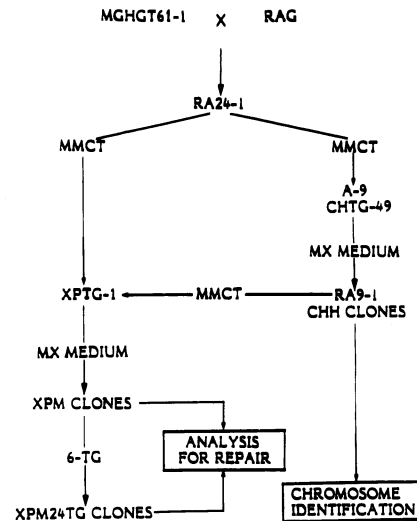 MGHGT61-1 X RAG
RA24-1
MMCT MMCT
A-9
CHTG-49
MX MEDIUM
XPTG-1 MMCT RA9-1
CHH CLONES
MX MEDIUM
XPM CLONES
ANALYSIS
FOR REPAIR
6-TG
XPM24TG CLONES
CHROMOSOME
IDENTIFICATION